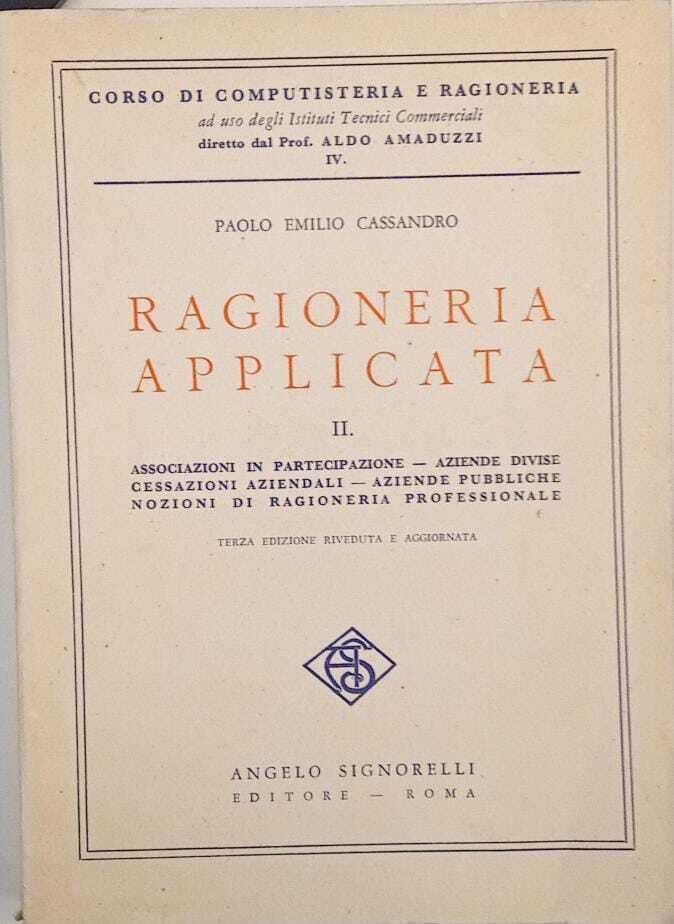 CORSO DI COMPUTISTERIA E RAGIONERIA
ad uso degli Istituti Tecnici Commerciali
diretto dal Prof. ALDO AMADUZZI
IV.
PAOLO EMILIO CASSANDRO
RAGIONERIA
APPLICATA
II.
ASSOCIAZIONI IN PARTECIPAZIONE — AZIENDE DIVISE
CESSAZIONI AZIENDALI — AZIENDE PUBBLICHE
NOZIONI DI RAGIONERIA PROFESSIONALE
TERZA EDIZIONE RIVEDUTA E AGGIORNATA
AS
ANGELO SIGNORELLI
EDITORE — ROMA